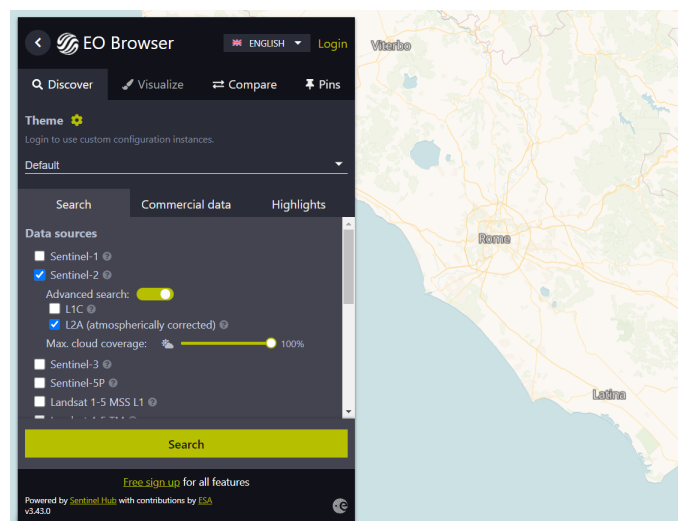 EO Browser
ENGLISH
Login
Discover
Visualize
Compare
Pins
Theme
Login to use custom configuration instances.
Default
Search
Commercial data
Highlights
Data sources
Sentinel-1
Sentinel-2
Advanced search:
L1C
L2A (atmospherically corrected)
Max. cloud coverage: 100%
Sentinel-3
Sentinel-5P
Landsat 1-5 MSS L1
Search
Free sign up for all features
Powered by Sentinel Hub with contributions by ESA
v3.43.0
Viterbo
Rome
Latina